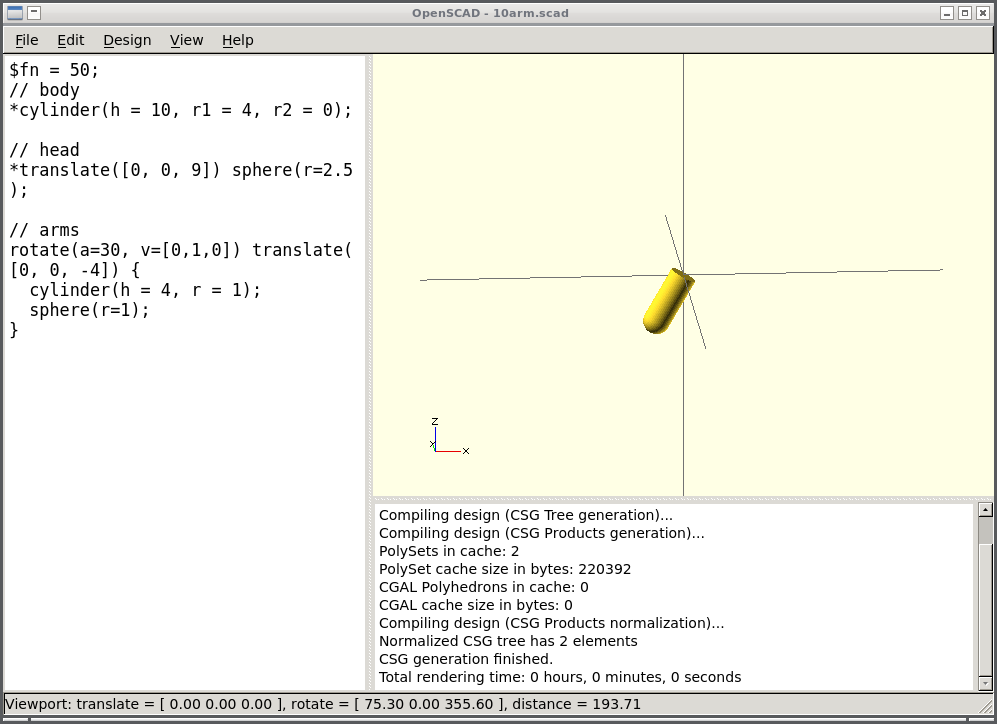 OpenSCAD - 10arm.scad
File Edit Design View Help
$fn = 50;
// body
*cylinder(h = 10, r1 = 4, r2 = 0);
// head
*translate([0, 0, 9]) sphere(r=2.5
);
// arms
rotate(a=30, v=[0,1,0]) translate(
[0, 0, -4]) {
  cylinder(h = 4, r = 1);
  sphere(r=1);
}
Z
X
X
Compiling design (CSG Tree generation)...
Compiling design (CSG Products generation)...
PolySets in cache: 2
PolySet cache size in bytes: 220392
CGAL Polyhedrons in cache: 0
CGAL cache size in bytes: 0
Compiling design (CSG Products normalization)...
Normalized CSG tree has 2 elements
CSG generation finished.
Total rendering time: 0 hours, 0 minutes, 0 seconds
Viewport: translate = [ 0.00 0.00 0.00 ], rotate = [ 75.30 0.00 355.60 ], distance = 193.71